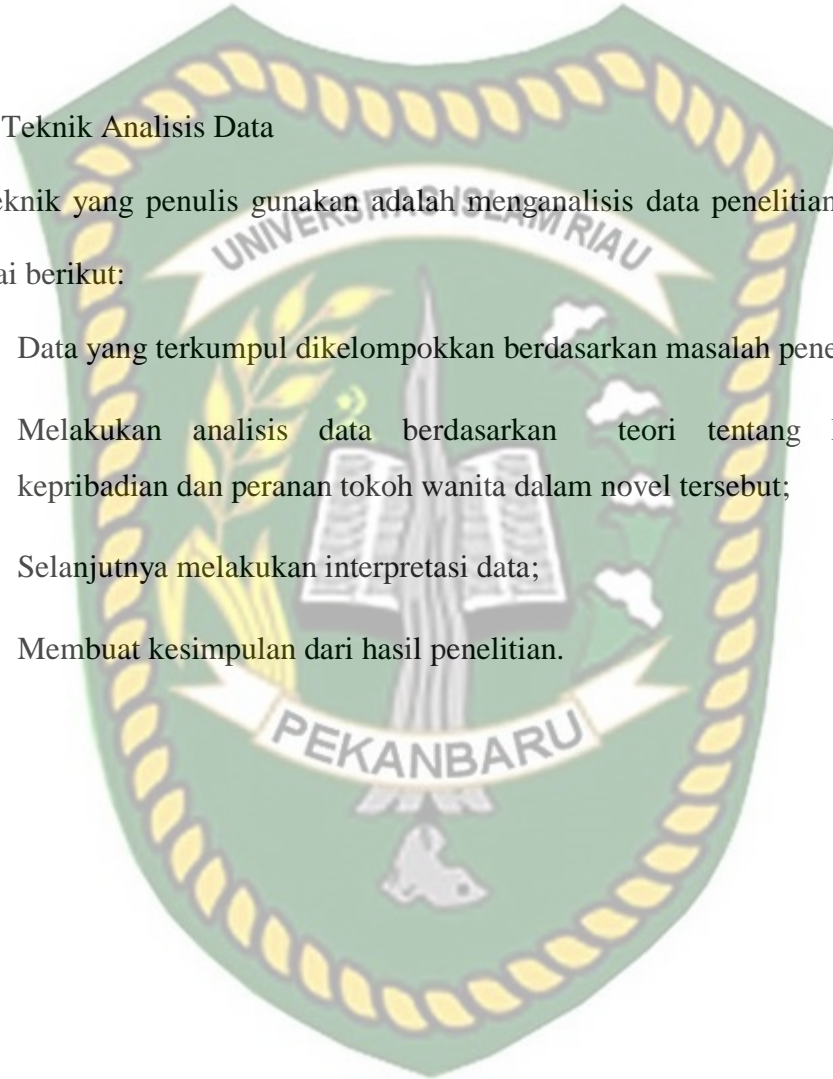 Teknik Analisis Data
eknik yang penulis gunakan adalah menganalisis data penelitian
ai berikut:
Data yang terkumpul dikelompokkan berdasarkan masalah pene
Melakukan analisis data berdasarkan teori tentang
kepribadian dan peranan tokoh wanita dalam novel tersebut;
Selanjutnya melakukan interpretasi data;
Membuat kesimpulan dari hasil penelitian.
UNIVERSITAS ISLAM RIAU
PEKANBARU